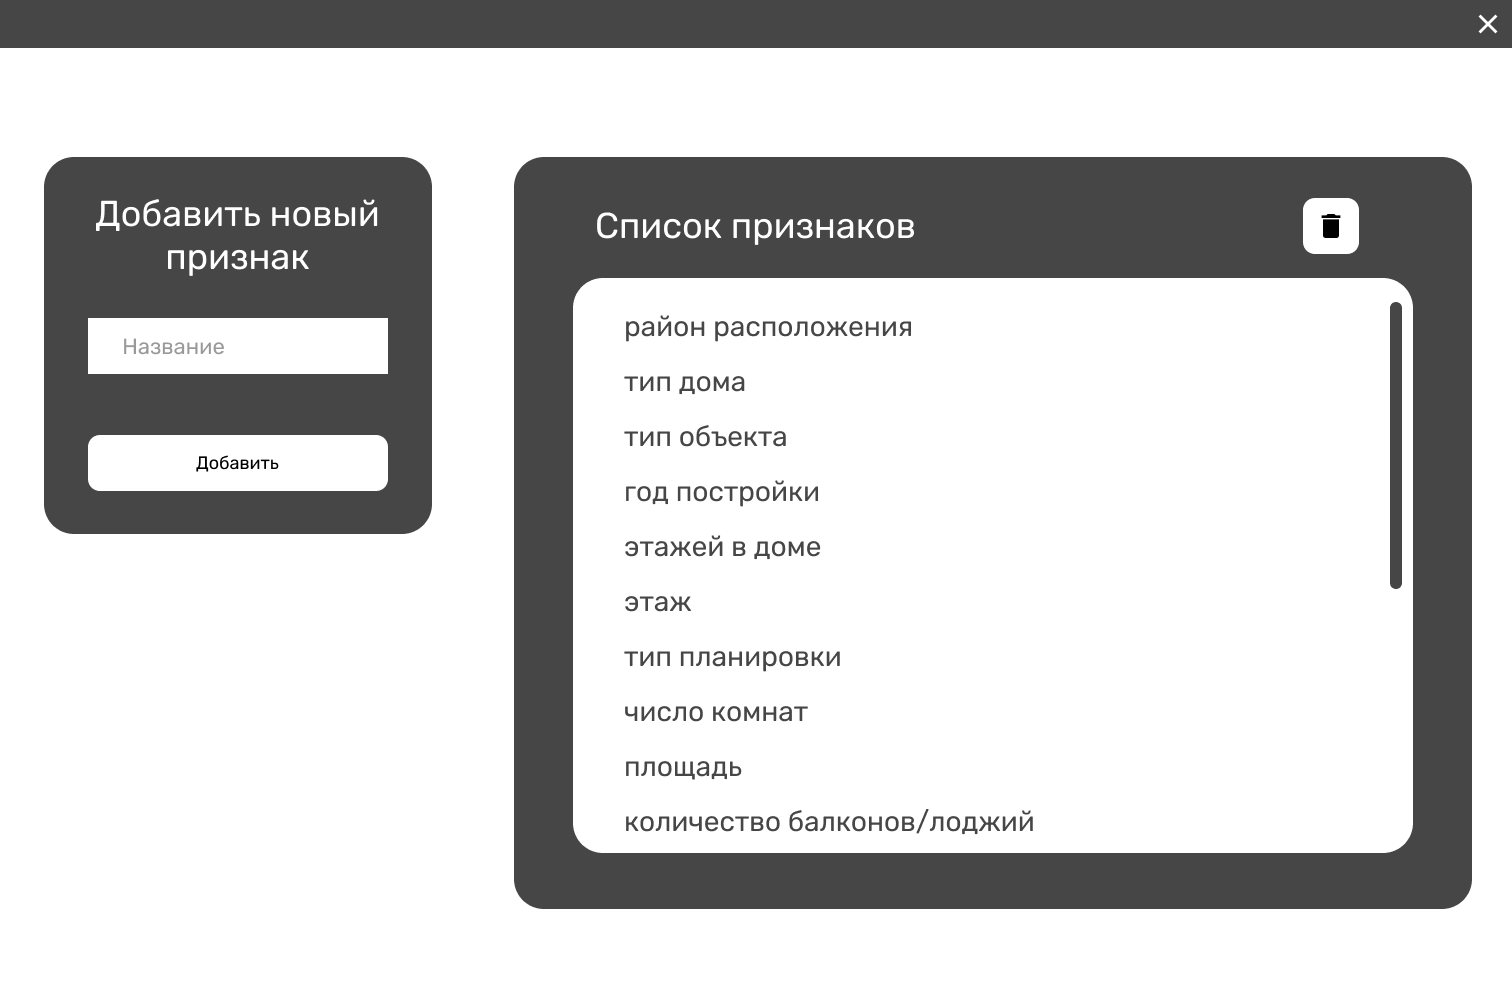 Добавить новый
признак
Название
Добавить
Список признаков
район расположения
тип дома
тип объекта
год постройки
этажей в доме
этаж
тип планировки
число комнат
площадь
количество балконов/лоджий